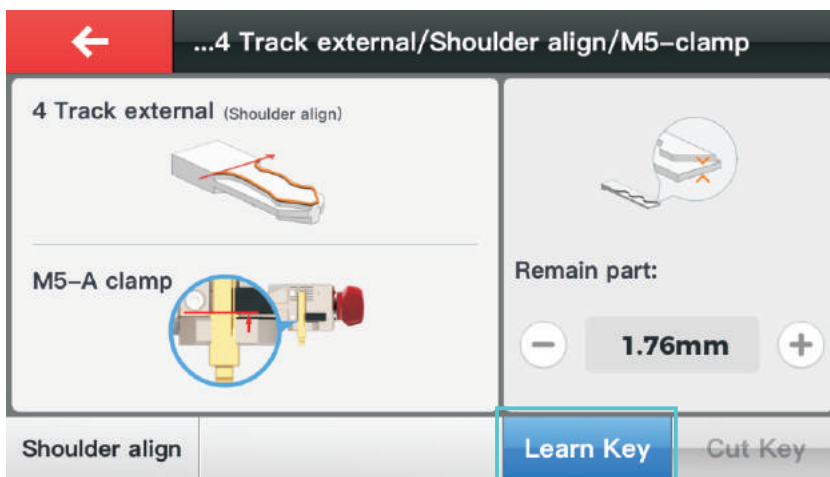 ...4 Track external/Shoulder align/M5-clamp
4 Track external (Shoulder align)
M5-A clamp
Remain part:
1.76mm
Shoulder align
Learn Key
Cut Key